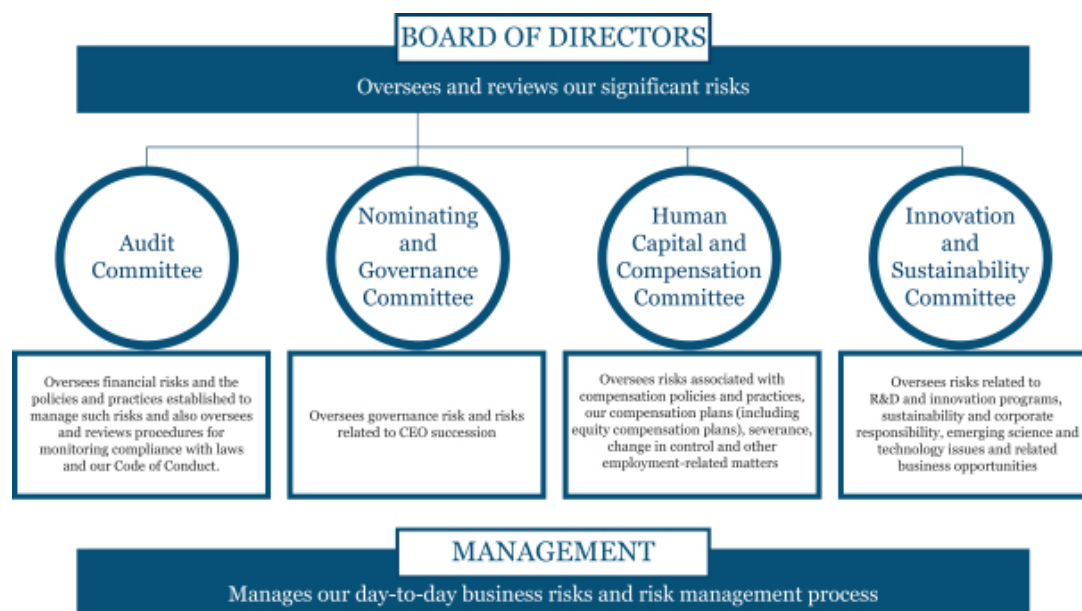 BOARD OF DIRECTORS
Oversees and reviews our significant risks
Audit
Committee
Nominating
and
Governance
Committee
Human
Capital and
Compensation
Committee
Innovation
and
Sustainability
Committee
Oversees financial risks and the
policies and practices established to
manage such risks and also oversees
and reviews procedures for
monitoring compliance with laws
and our Code of Conduct.
Oversees governance risk and risks
related to CEO succession
Oversees risks associated with
compensation policies and practices,
our compensation plans (including
equity compensation plans), severance,
change in control and other
employment-related matters
Oversees risks related to
R&D and innovation programs,
sustainability and corporate
responsibility, emerging science and
technology issues and related
business opportunities
MANAGEMENT
Manages our day-to-day business risks and risk management process